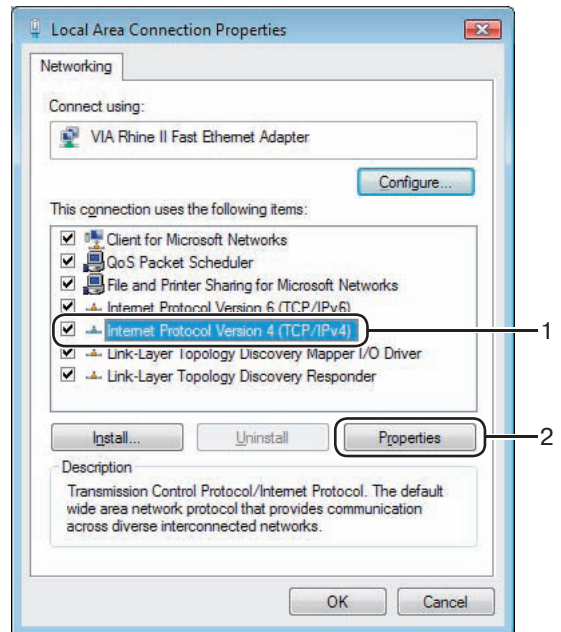 Local Area Connection Properties
Networking
Connect using:
VIA Rhine II Fast Ethernet Adapter
Configure...
This connection uses the following items:
Client for Microsoft Networks
QoS Packet Scheduler
File and Printer Sharing for Microsoft Networks
Internet Protocol Version 6 (TCP/IPv6)
Internet Protocol Version 4 (TCP/IPv4)
1
Link-Layer Topology Discovery Mapper I/O Driver
Link-Layer Topology Discovery Responder
Install...
Uninstall
Properties
2
Description
Transmission Control Protocol/Internet Protocol. The default
wide area network protocol that provides communication
across diverse interconnected networks.
OK
Cancel